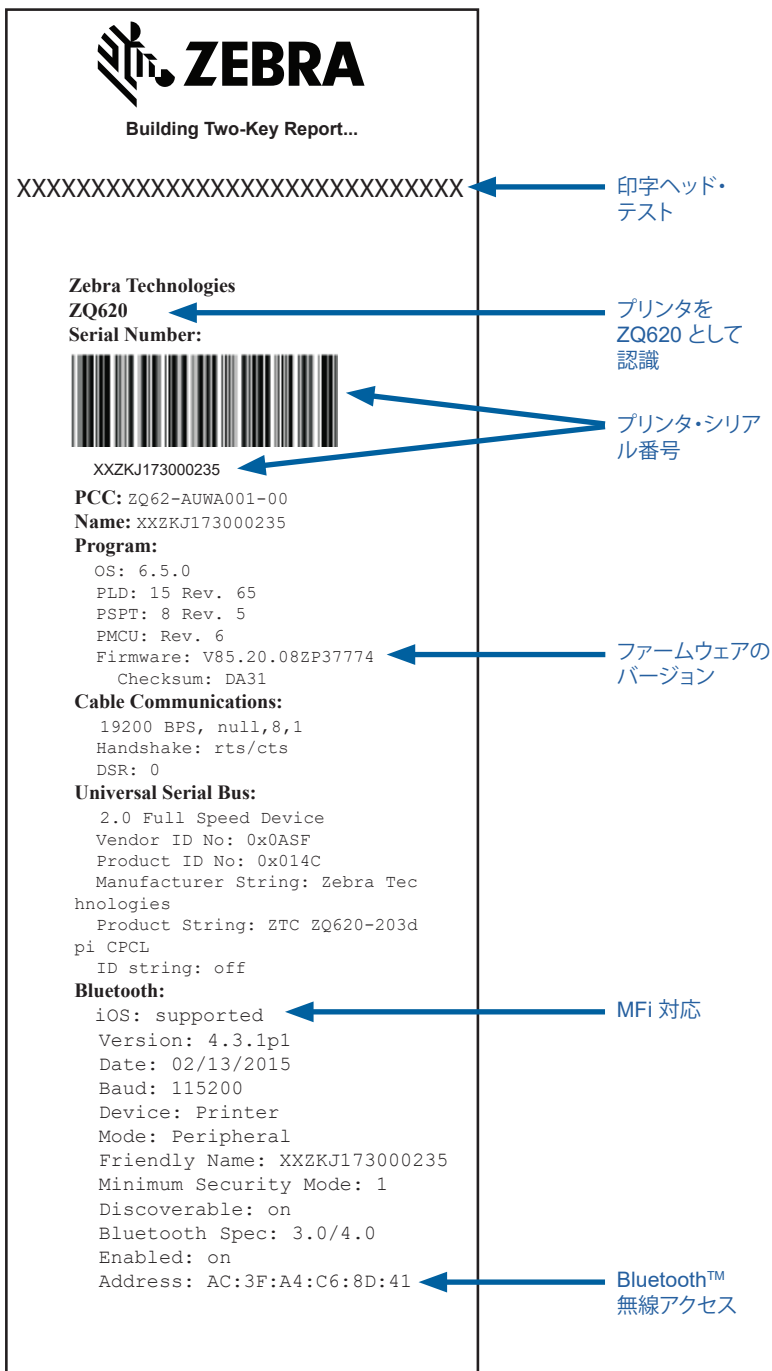 ZEBRA
Building Two-Key Report...
XXXXXXXXXXXXXXXXXXXXXXXXXXXXXX
印字ヘッド・
テスト
Zebra Technologies
ZQ620
Serial Number:
プリンタを
ZQ620 として
認識
プリンタ・シリア
ル番号
XXZKJ173000235
PCC: ZQ62-AUWA001-00
Name: XXZKJ173000235
Program:
OS: 6.5.0
PLD: 15 Rev. 65
PSPT: 8 Rev. 5
PMCU: Rev. 6
Firmware: V85.20.08ZP37774
Checksum: DA31
ファームウェアの
バージョン
Cable Communications:
19200 BPS, null,8,1
Handshake: rts/cts
DSR: 0
Universal Serial Bus:
2.0 Full Speed Device
Vendor ID No: 0x0ASF
Product ID No: 0x014C
Manufacturer String: Zebra Tec
hnologies
Product String: ZTC ZQ620-203d
pi CPCL
ID string: off
Bluetooth:
iOS: supported
MFi 対応
Version: 4.3.1p1
Date: 02/13/2015
Baud: 115200
Device: Printer
Mode: Peripheral
Friendly Name: XXZKJ173000235
Minimum Security Mode: 1
Discoverable: on
Bluetooth Spec: 3.0/4.0
Enabled: on
Address: AC:3F:A4:C6:8D:41
Bluetooth™
無線アクセス